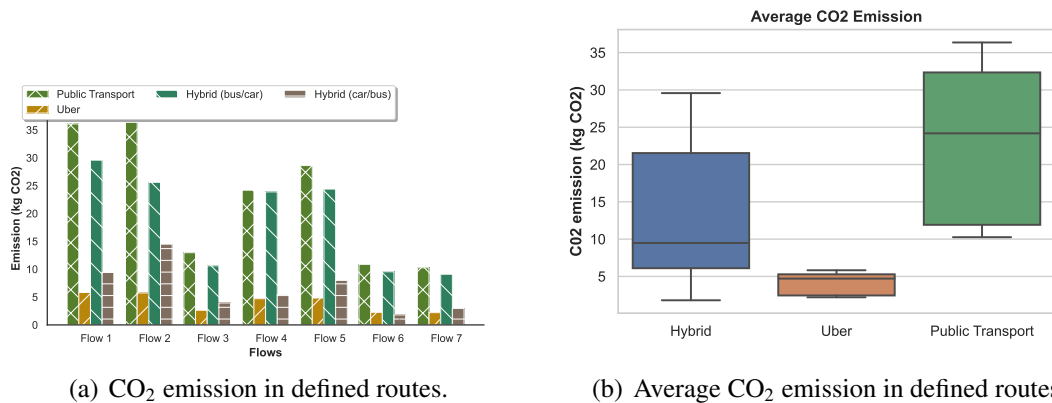 Public Transport
Hybrid (bus/car)
Hybrid (car/bus)
Uber
Emission (kg CO2)
35
30
25
20
15
10
5
0
Flow 1
Flow 2
Flow 3
Flow 4
Flow 5
Flow 6
Flow 7
Flows
(a) CO2 emission in defined routes.
Average CO2 Emission
C02 emission (kg CO2)
35
30
25
20
15
10
5
Hybrid
Uber
Public Transport
(b) Average CO2 emission in defined routes